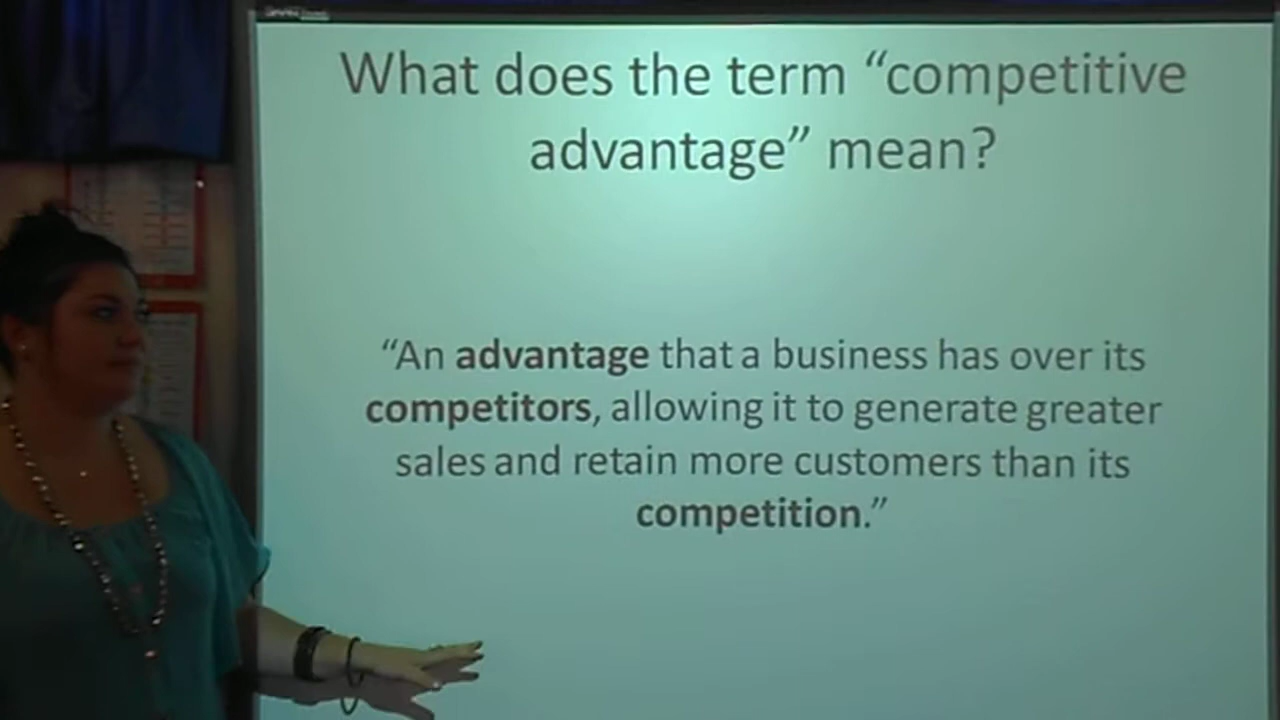 What does the term “competitive
advantage” mean?
“An advantage that a business has over its
competitors, allowing it to generate greater
sales and retain more customers than its
competition.”